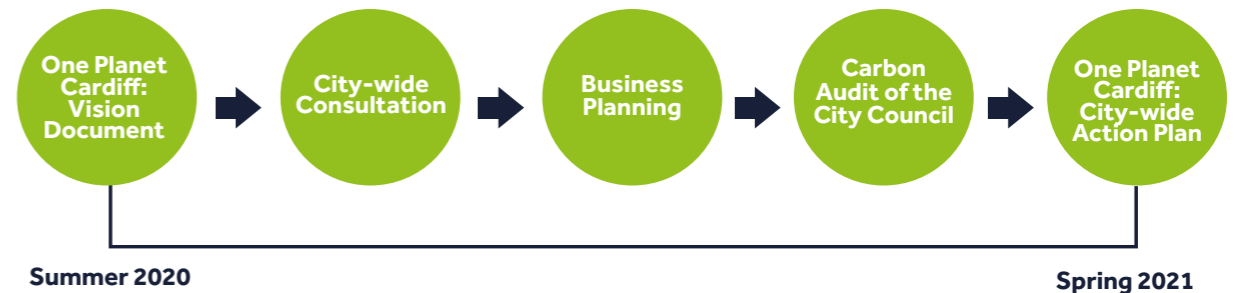 One Planet
Cardiff:
Vision
Document
City-wide
Consultation
Business
Planning
Carbon
Audit of the
City Council
One Planet
Cardiff:
City-wide
Action Plan
Summer 2020
Spring 2021